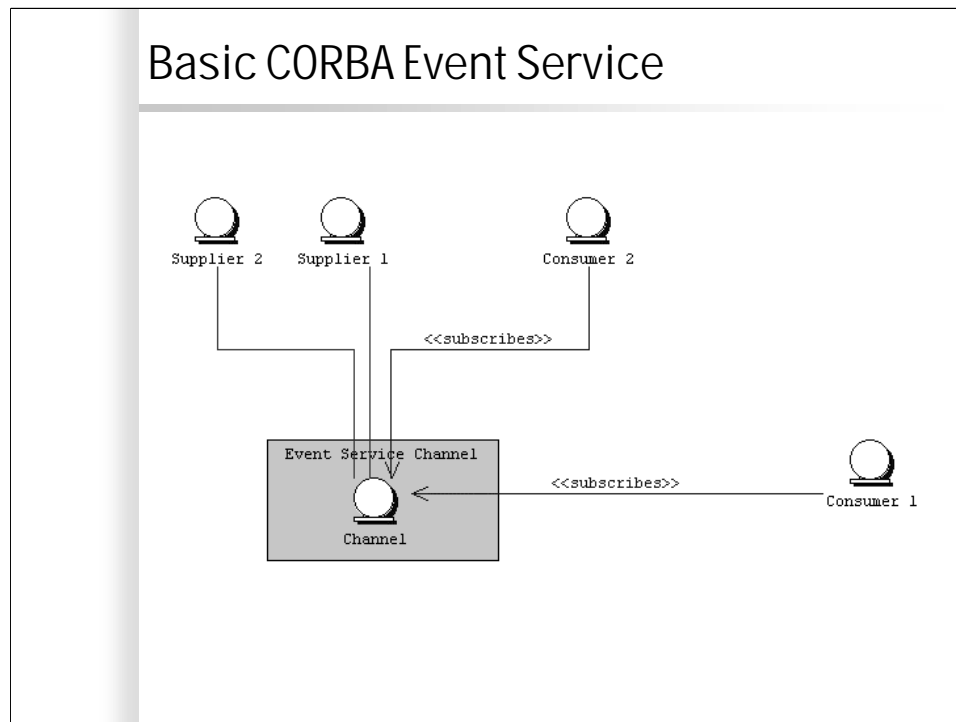 Basic CORBA Event Service
Supplier 2
Supplier 1
Consumer 2
<<subscribes>>
Event Service Channel
<<subscribes>>
Consumer 1
Channel